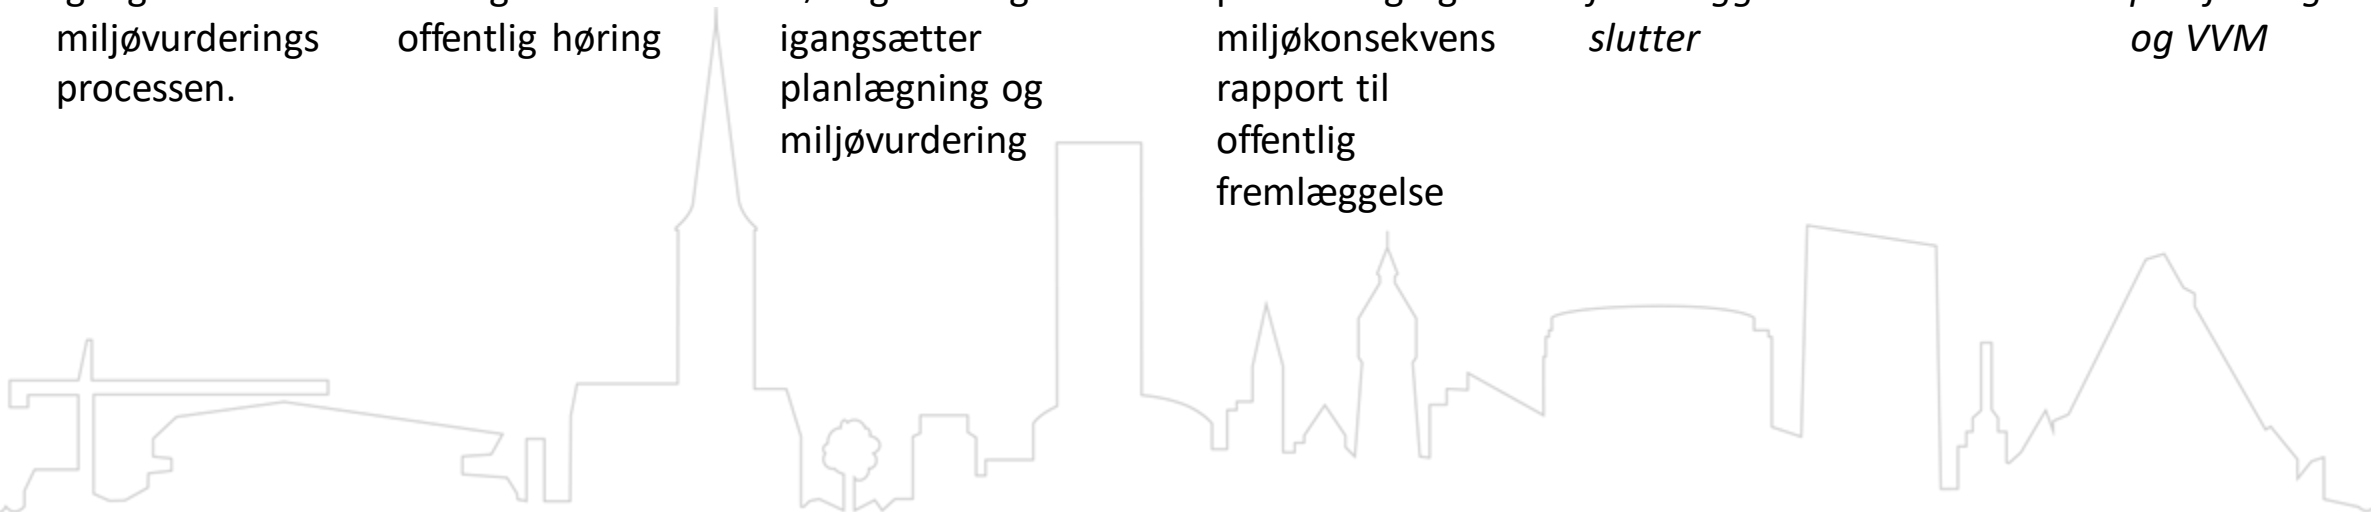 miljøvurderings
processen.
offentlig høring
igangsætter
planlægning og
miljøvurdering
miljøkonsekvens
rapport til
offentlig
fremlæggelse
slutter
og VVM